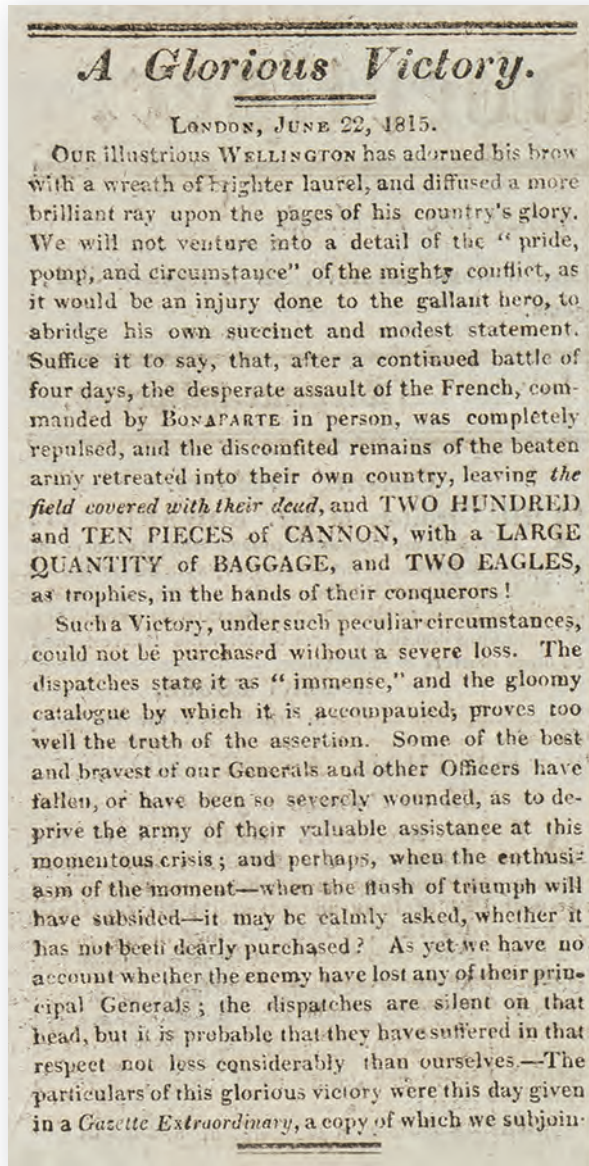 A Glorious Victory.
LONDON, JUNE 22, 1815.
OUR illustrious WELLINGTON has adorned his brow
with a wreath of brighter laurel, and diffused a more
brilliant ray upon the pages of his country's glory.
We will not venture into a detail of the “ pride,
pomp, and circumstance” of the mighty conflict, as
it would be an injury done to the gallant hero, to
abridge his own succinct and modest statement.
Suffice it to say, that, after a continued battle of
four days, the desperate assault of the French, com-
manded by BONAPARTE in person, was completely
repulsed, and the discomfited remains of the beaten
army retreated into their own country, leaving the
field covered with their dead, and TWO HUNDRED
and TEN PIECES of CANNON, with a LARGE
QUANTITY of BAGGAGE, and TWO EAGLES,
as trophies, in the hands of their conquerors !
Such a Victory, under such peculiar circumstances,
could not be purchased without a severe loss. The
dispatches state it as “ immense,” and the gloomy
catalogue by which it is accompanied, proves too
well the truth of the assertion. Some of the best
and bravest of our Generals and other Officers have
fallen, or have been so severely wounded, as to de-
prive the army of their valuable assistance at this
momentous crisis ; and perhaps, when the enthusi-
asm of the moment—when the flush of triumph will
have subsided—it may be calmly asked, whether it
has not been dearly purchased ? As yet we have no
account whether the enemy have lost any of their prin-
cipal Generals ; the dispatches are silent on that
head, but it is probable that they have suffered in that
respect not less considerably than ourselves.—The
particulars of this glorious victory were this day given
in a Gazette Extraordinary, a copy of which we subjoin-